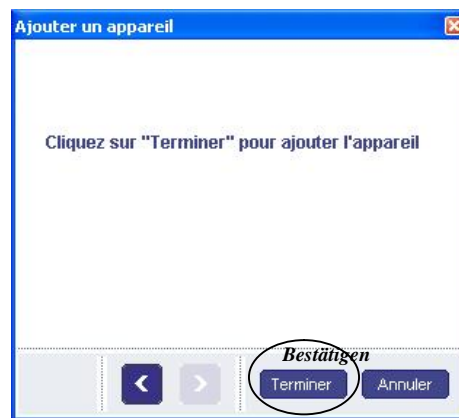 Ajouter un appareil
Cliquez sur "Terminer" pour ajouter l'appareil
Bestätigen
Terminer Annuler